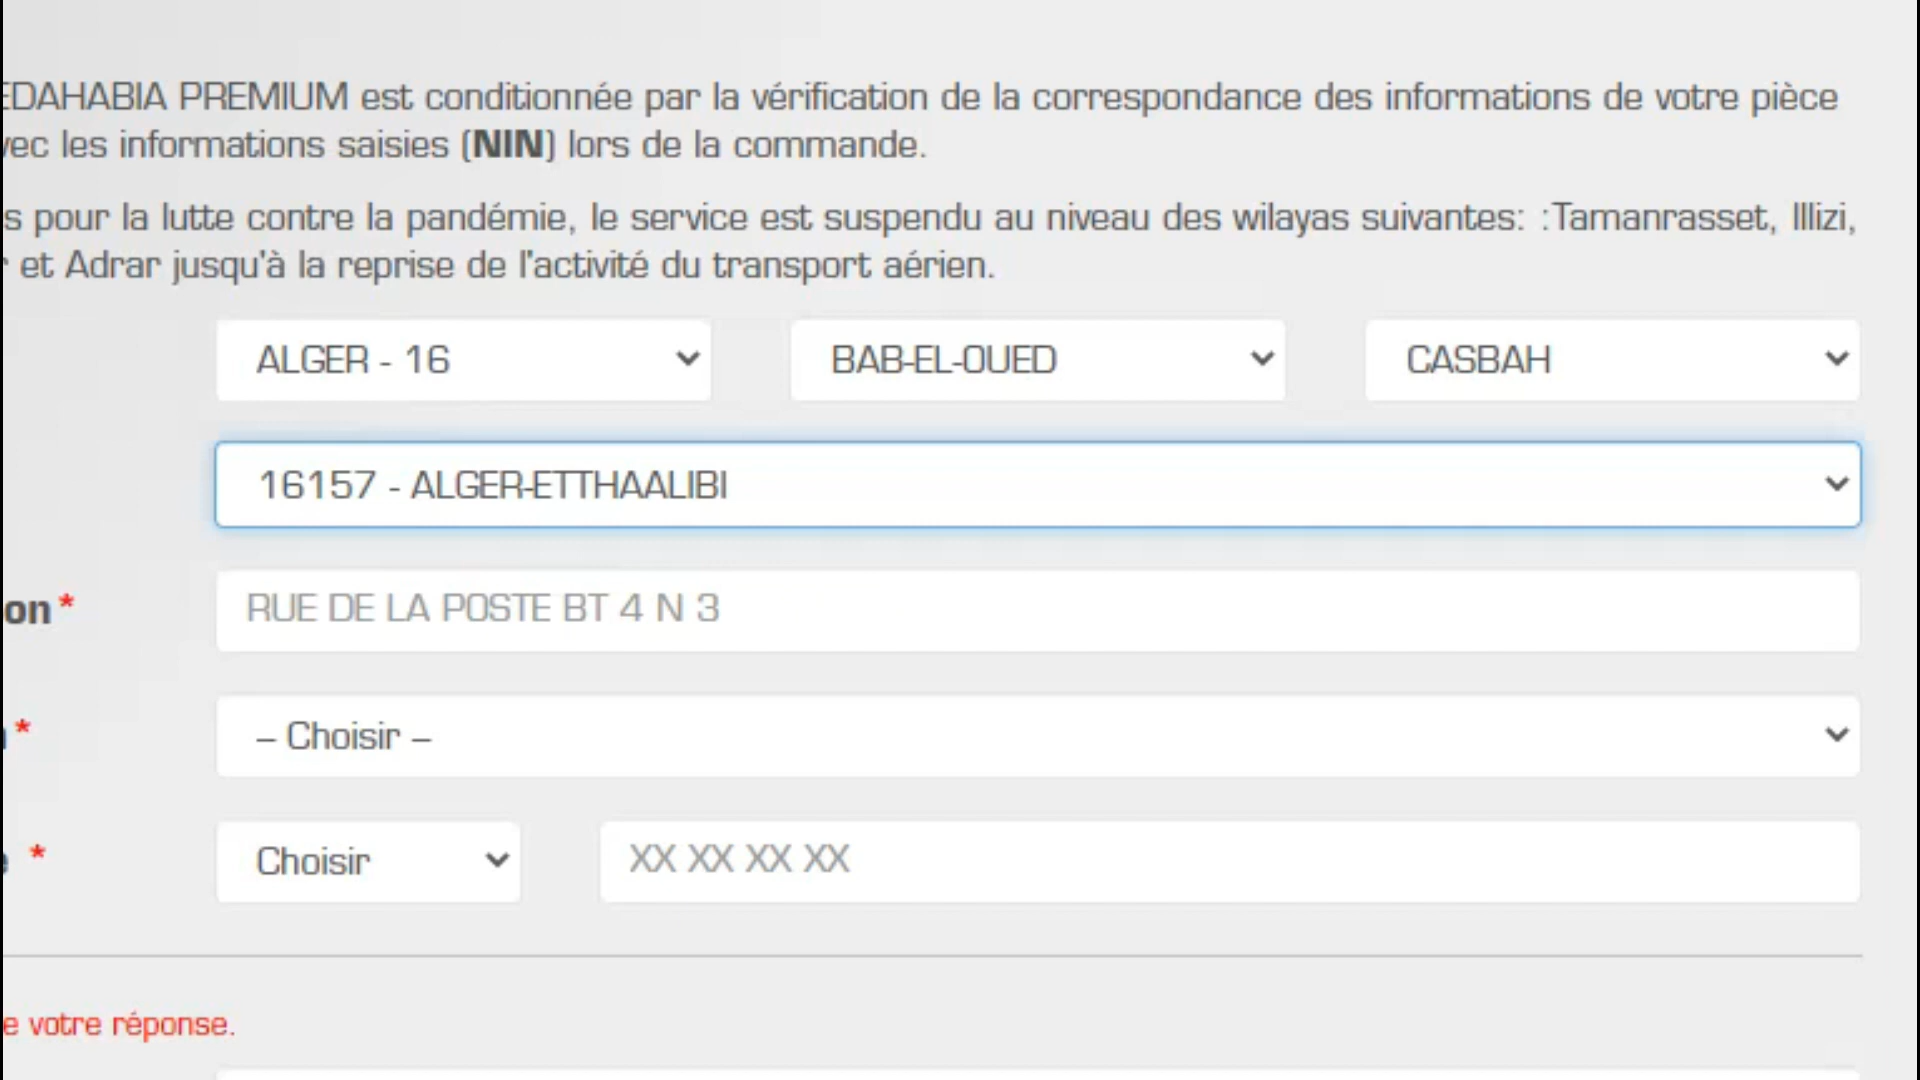 EDAHABIA PREMIUM est conditionnée par la vérification de la correspondance des informations de votre pièce
vec les informations saisies (NIN) lors de la commande.
s pour la lutte contre la pandémie, le service est suspendu au niveau des wilayas suivantes: :Tamanrasset, Illizi,
r et Adrar jusqu'à la reprise de l'activité du transport aérien.
ALGER - 16 BAB-EL-OUED CASBAH
16157 - ALGER-ETTHAALIBI
on * RUE DE LA POSTE BT 4 N 3
* – Choisir –
e * Choisir XX XX XX XX
e votre réponse.